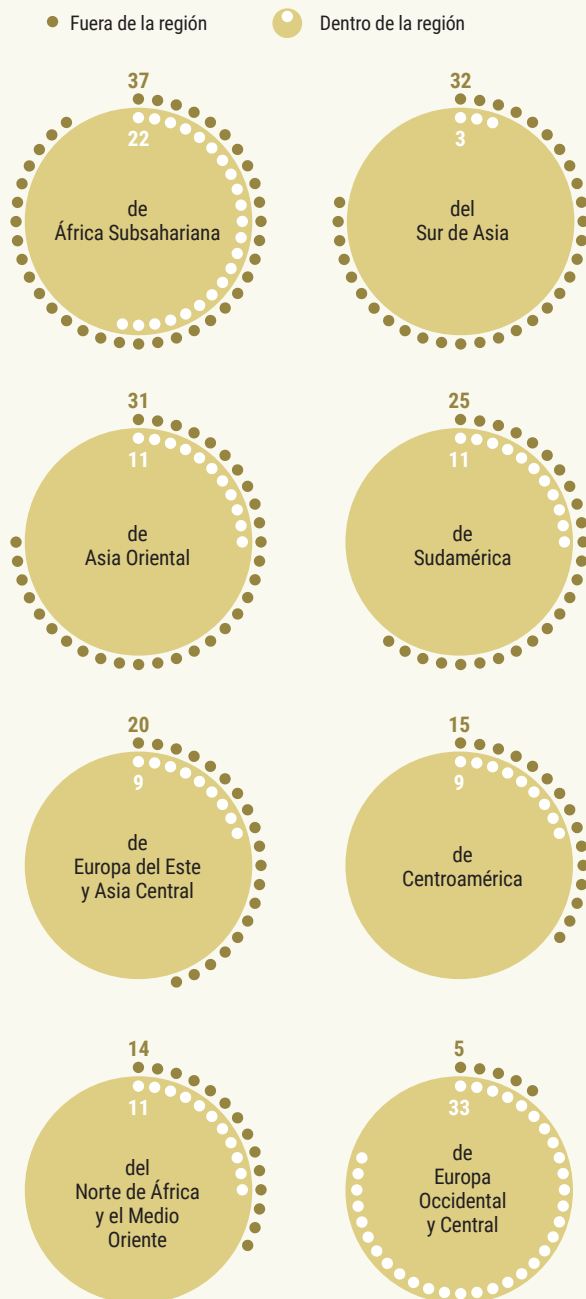 Fuera de la región
Dentro de la región
37
22
de
África Subsahariana
32
3
del
Sur de Asia
31
11
de
Asia Oriental
25
11
de
Sudamérica
20
9
de
Europa del Este
y Asia Central
15
9
de
Centroamérica
14
11
del
Norte de África
y el Medio
Oriente
5
33
de
Europa
Occidental
y Central